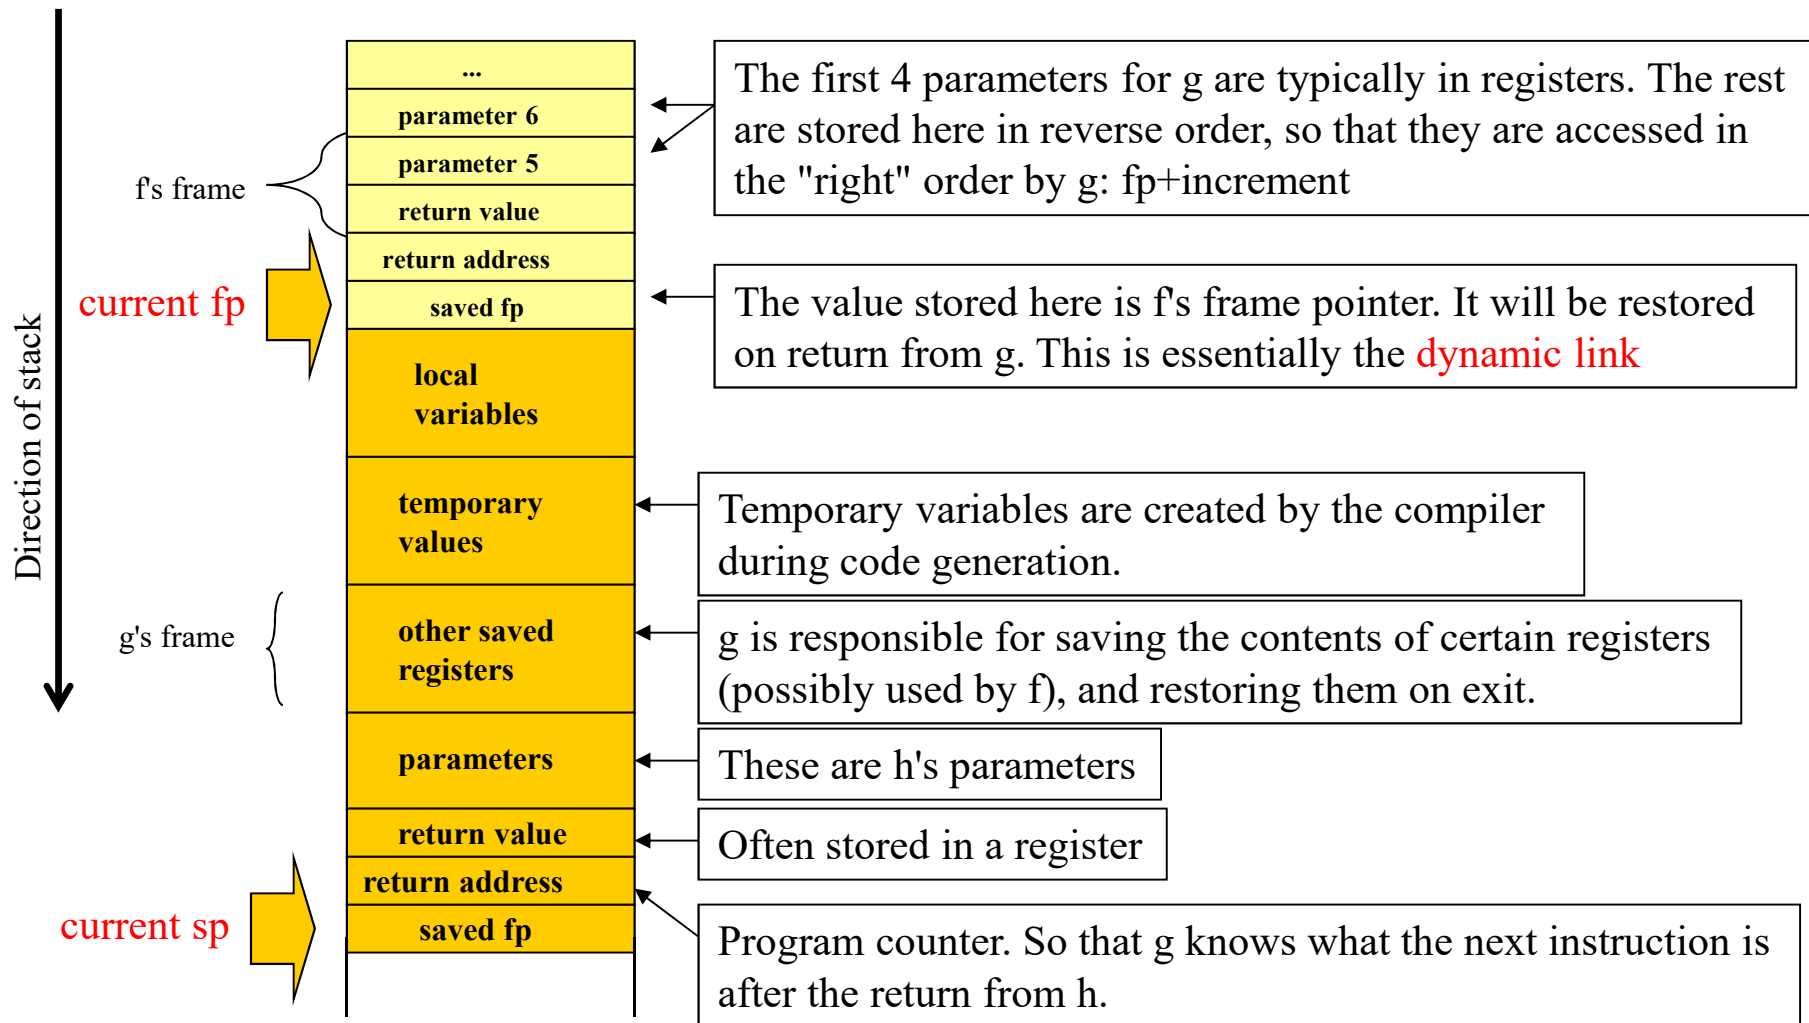 ...
parameter 6
parameter 5
return value
return address
saved fp
local
variables
temporary
values
other saved
registers
parameters
return value
return address
saved fp
Direction of stack
f's frame
current fp
g's frame
current sp
The first 4 parameters for g are typically in registers. The rest
are stored here in reverse order, so that they are accessed in
the "right" order by g: fp+increment
The value stored here is f's frame pointer. It will be restored
on return from g. This is essentially the dynamic link
Temporary variables are created by the compiler
during code generation.
g is responsible for saving the contents of certain registers
(possibly used by f), and restoring them on exit.
These are h's parameters
Often stored in a register
Program counter. So that g knows what the next instruction is
after the return from h.